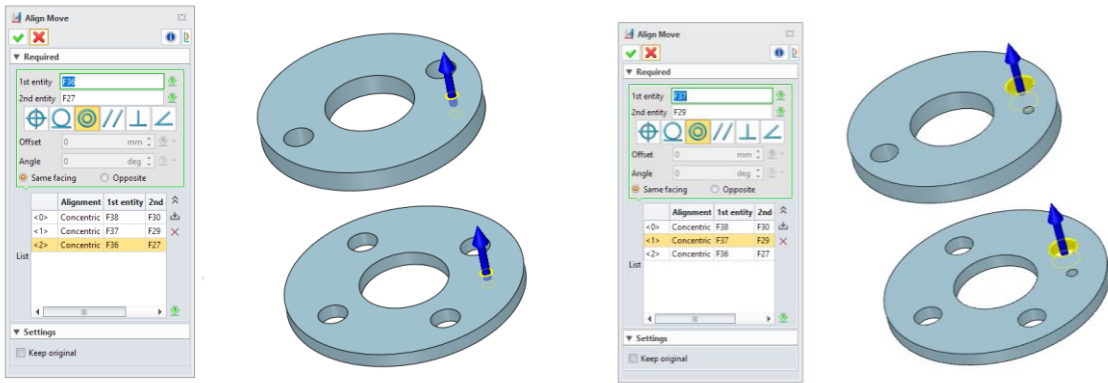 Align Move
Required
1st entity F36
2nd entity F27
Offset 0 mm
Angle 0 deg
Same facing Opposite
Alignment 1st entity 2nd
<0> Concentric F38 F30
<1> Concentric F37 F29
<2> Concentric F36 F27
List
Settings
Keep original
Align Move
Required
1st entity F37
2nd entity F29
Offset 0 mm
Angle 0 deg
Same facing Opposite
Alignment 1st entity 2nd
<0> Concentric F38 F30
<1> Concentric F37 F29
<2> Concentric F36 F27
List
Settings
Keep original